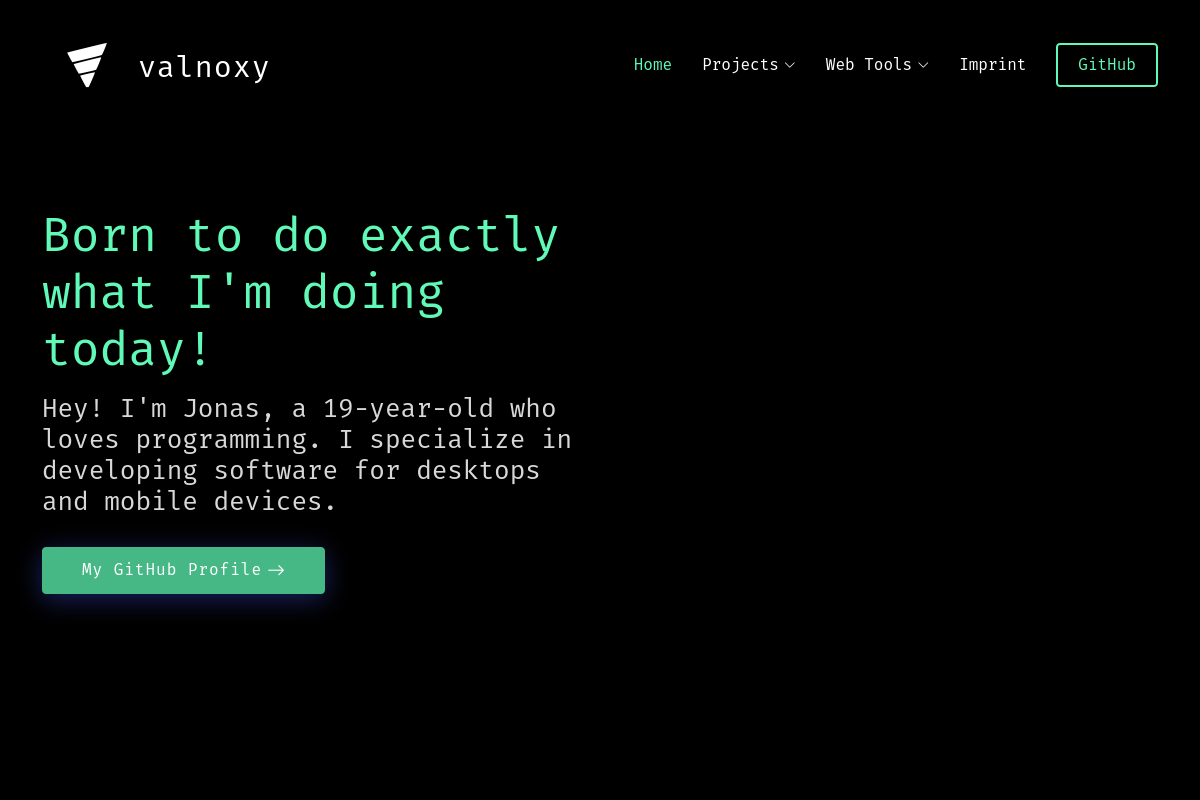 valnoxy
Home Projects Web Tools Imprint GitHub
Born to do exactly
what I'm doing
today!
Hey! I'm Jonas, a 19-year-old who
loves programming. I specialize in
developing software for desktops
and mobile devices.
My GitHub Profile